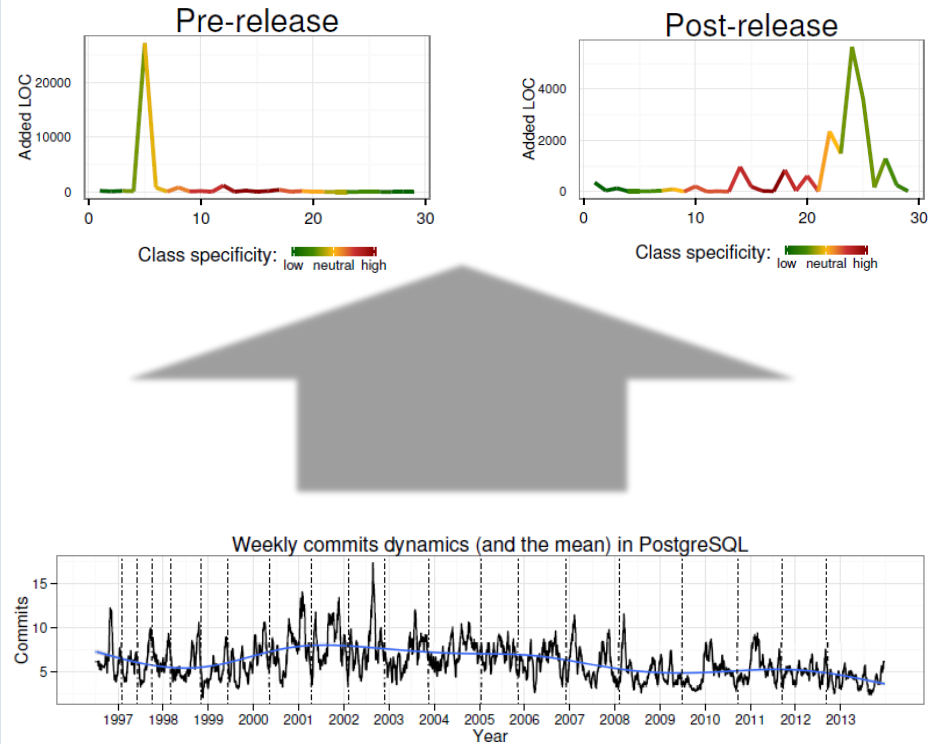 Pre-release
Added LOC
20000
10000
0
0 10 20 30
Class specificity:
low neutral high
Post-release
Added LOC
4000
2000
0
0 10 20 30
Class specificity:
low neutral high
Weekly commits dynamics (and the mean) in PostgreSQL
Commits
15
10
5
1997 1998 1999 2000 2001 2002 2003 2004 2005 2006 2007 2008 2009 2010 2011 2012 2013
Year